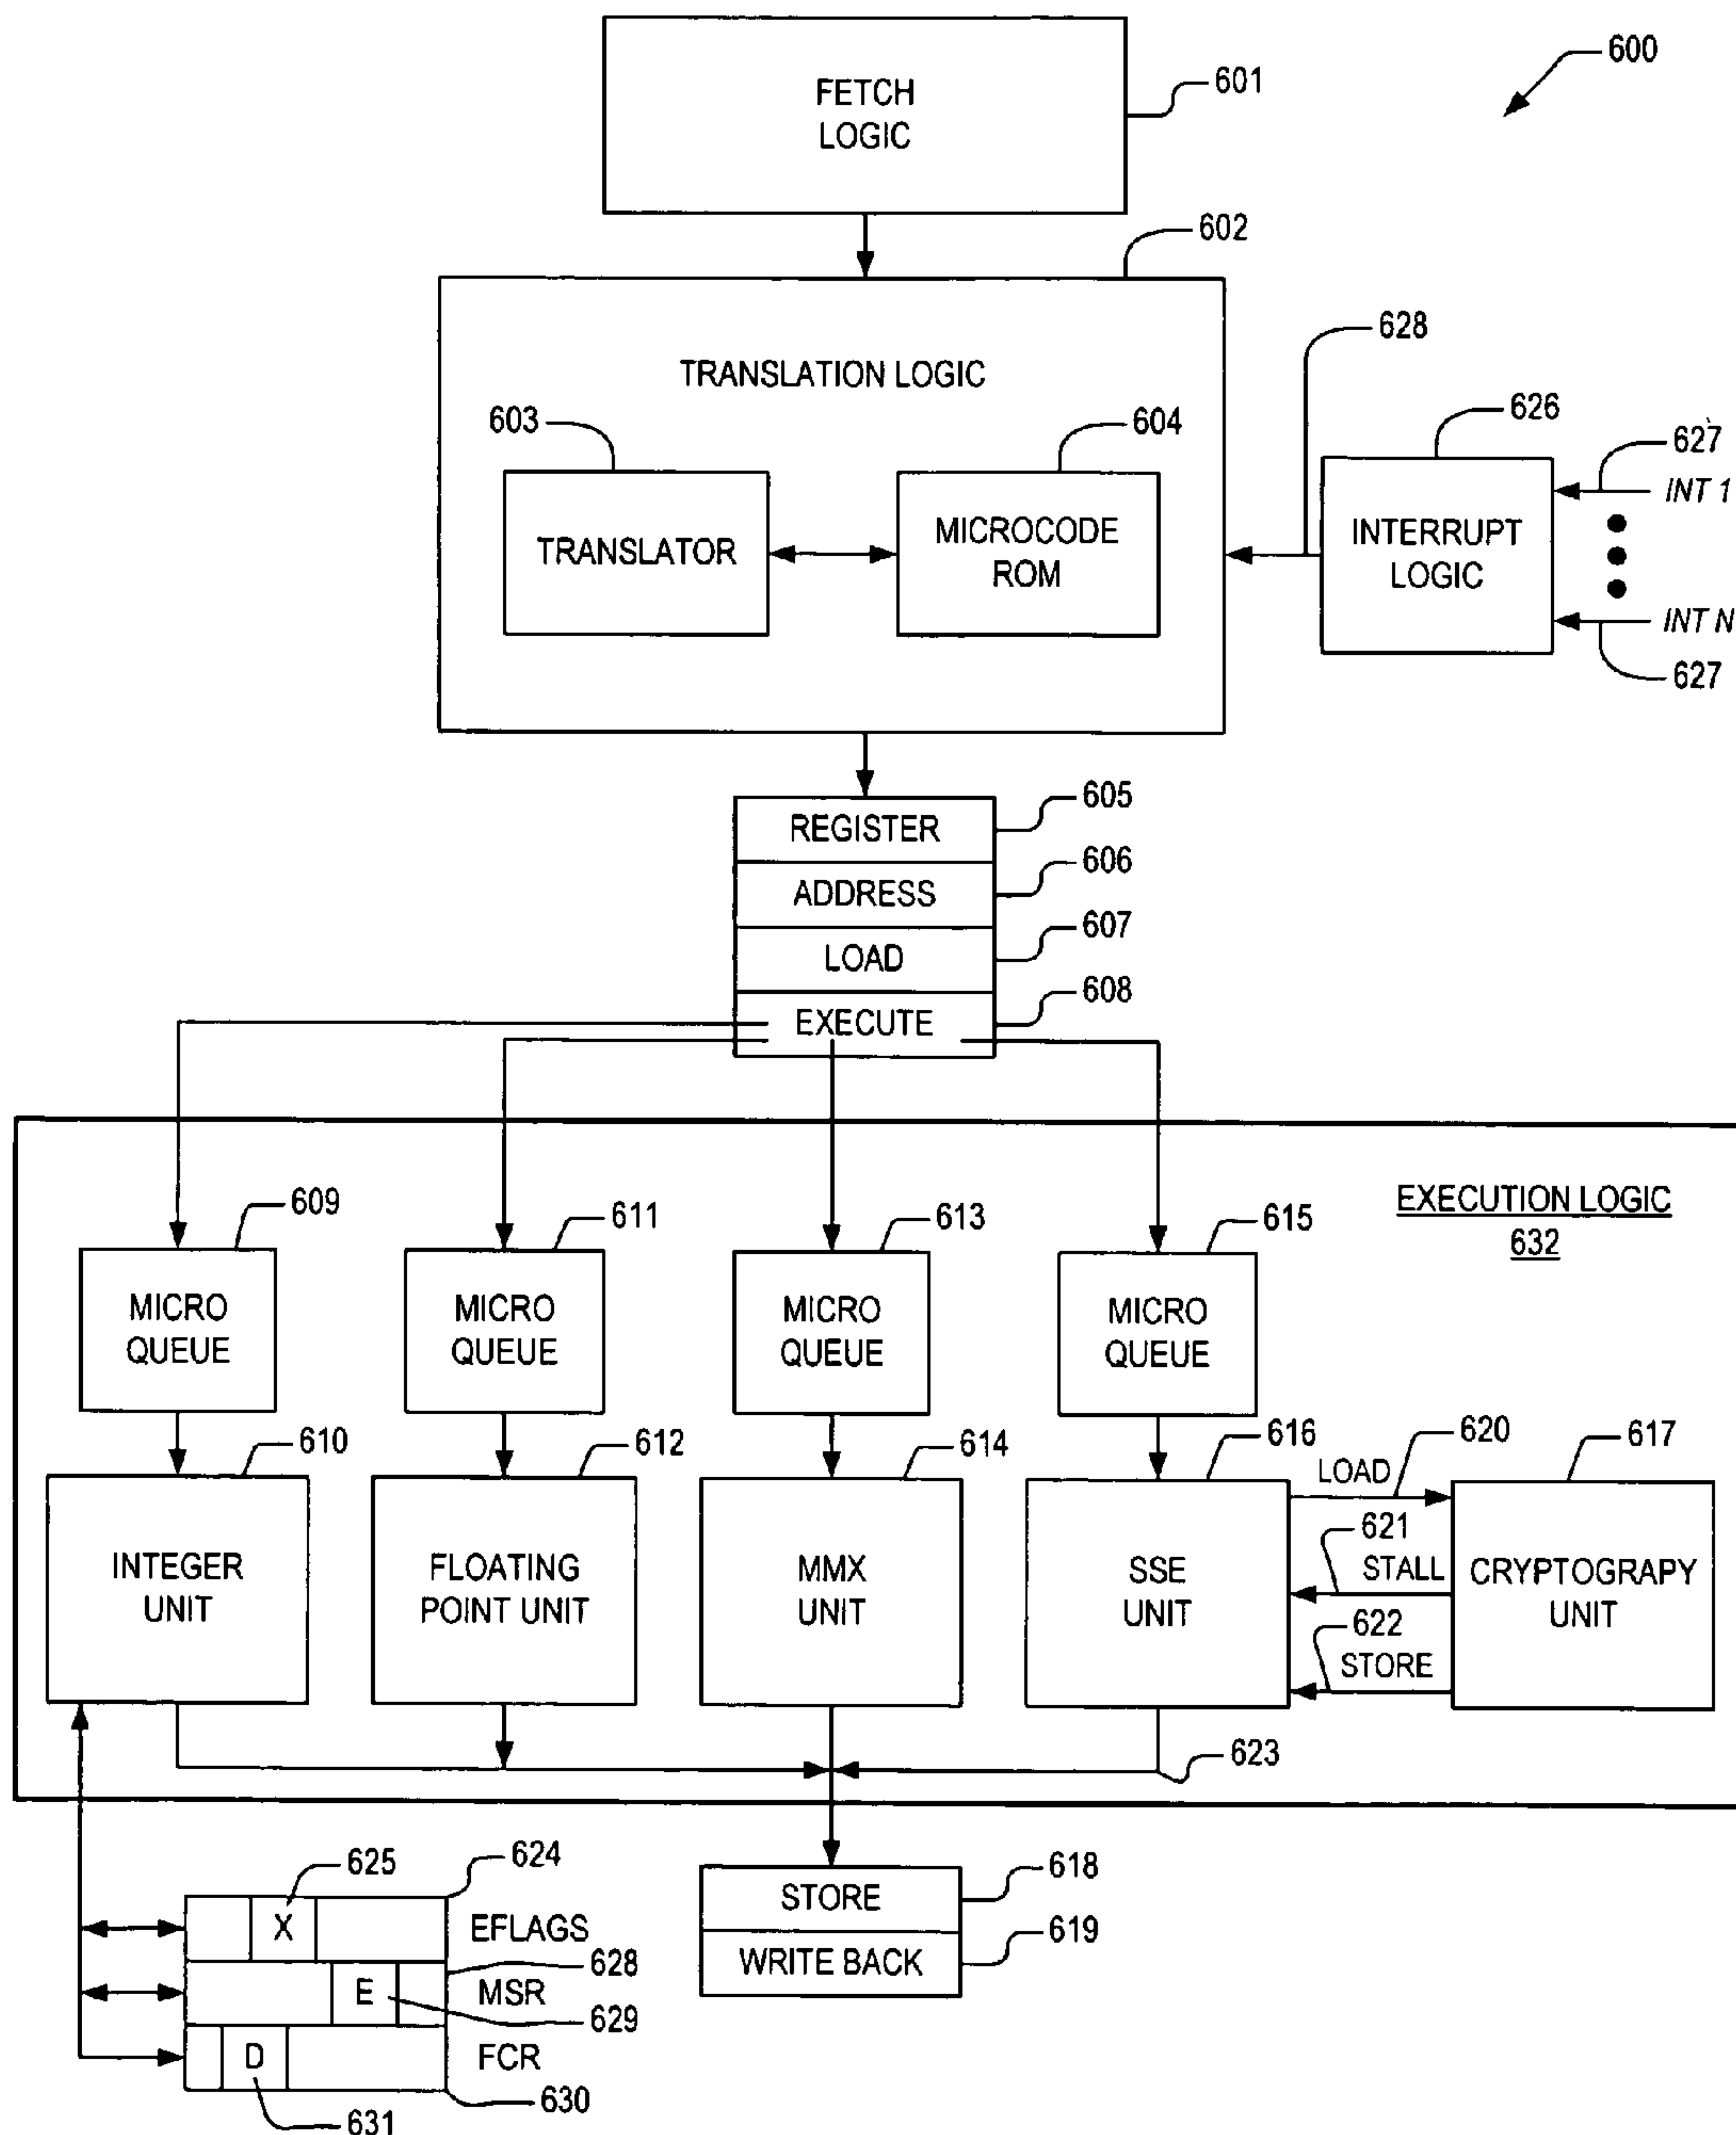 600
FETCH
LOGIC
601
602
TRANSLATION LOGIC
603
604
TRANSLATOR
MICROCODE
ROM
628
626
INTERRUPT
LOGIC
627
INT 1
INT N
627
REGISTER
605
ADDRESS
606
LOAD
607
EXECUTE
608
EXECUTION LOGIC
632
609
611
613
615
MICRO
QUEUE
MICRO
QUEUE
MICRO
QUEUE
MICRO
QUEUE
610
612
614
616
620
617
INTEGER
UNIT
FLOATING
POINT UNIT
MMX
UNIT
SSE
UNIT
LOAD
621
STALL
622
STORE
CRYPTOGRAPY
UNIT
623
625
624
X
EFLAGS
628
E
MSR
629
D
FCR
630
631
STORE
618
WRITE BACK
619